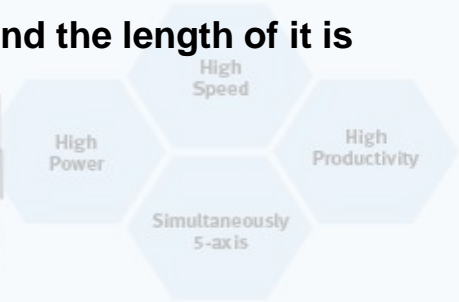 nd the length of it is
High
Speed
High
Power
High
Productivity
Simultaneously
5-axis